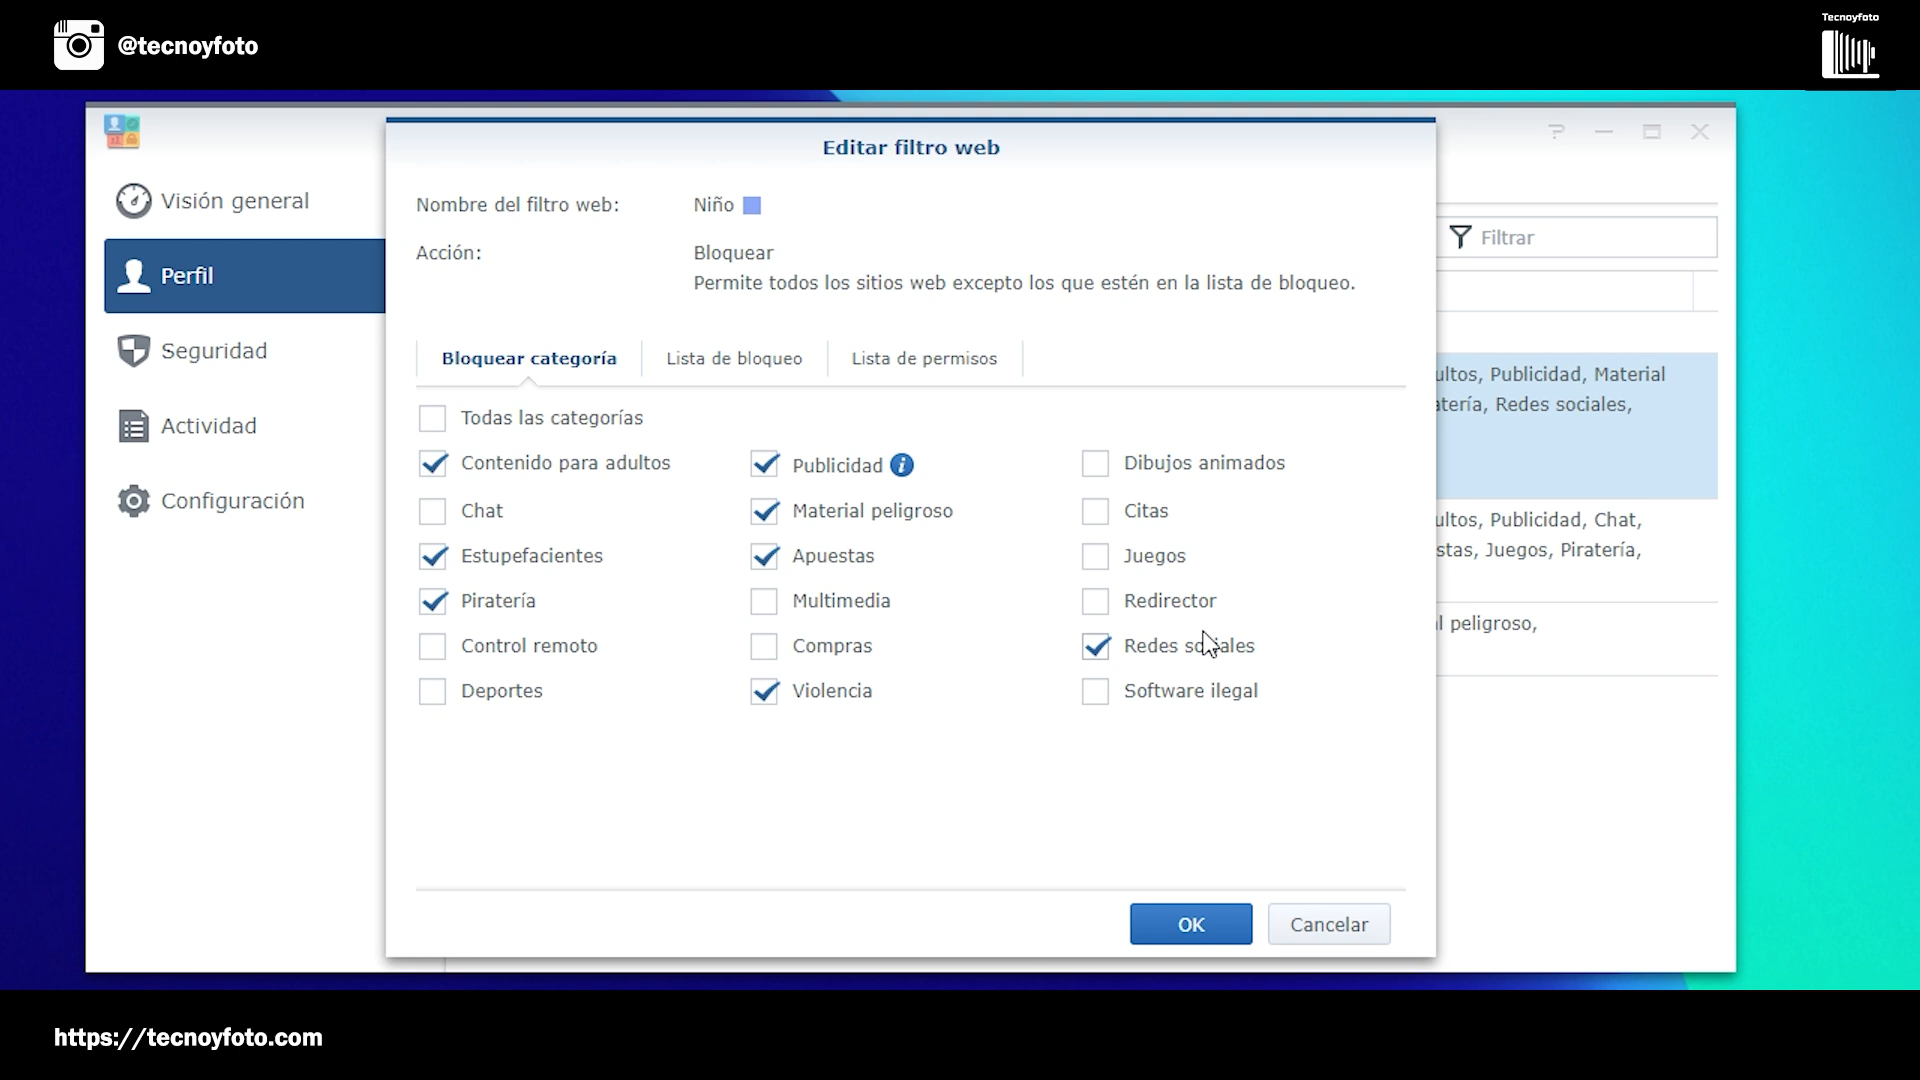 @tecnoyfoto
Tecnoyfoto
Editar filtro web
Visión general
Perfil
Seguridad
Actividad
Configuración
Nombre del filtro web: Niño
Acción: Bloquear
Permite todos los sitios web excepto los que estén en la lista de bloqueo.
Filtrar
Bloquear categoría Lista de bloqueo Lista de permisos
Todas las categorías
Contenido para adultos Publicidad Dibujos animados
Chat Material peligroso Citas
Estupefacientes Apuestas Juegos
Piratería Multimedia Redirector
Control remoto Compras Redes sociales
Deportes Violencia Software ilegal
Publicidad, Material
Redes sociales,
Publicidad, Chat,
Juegos, Piratería,
peligroso,
OK Cancelar
https://tecnoyfoto.com